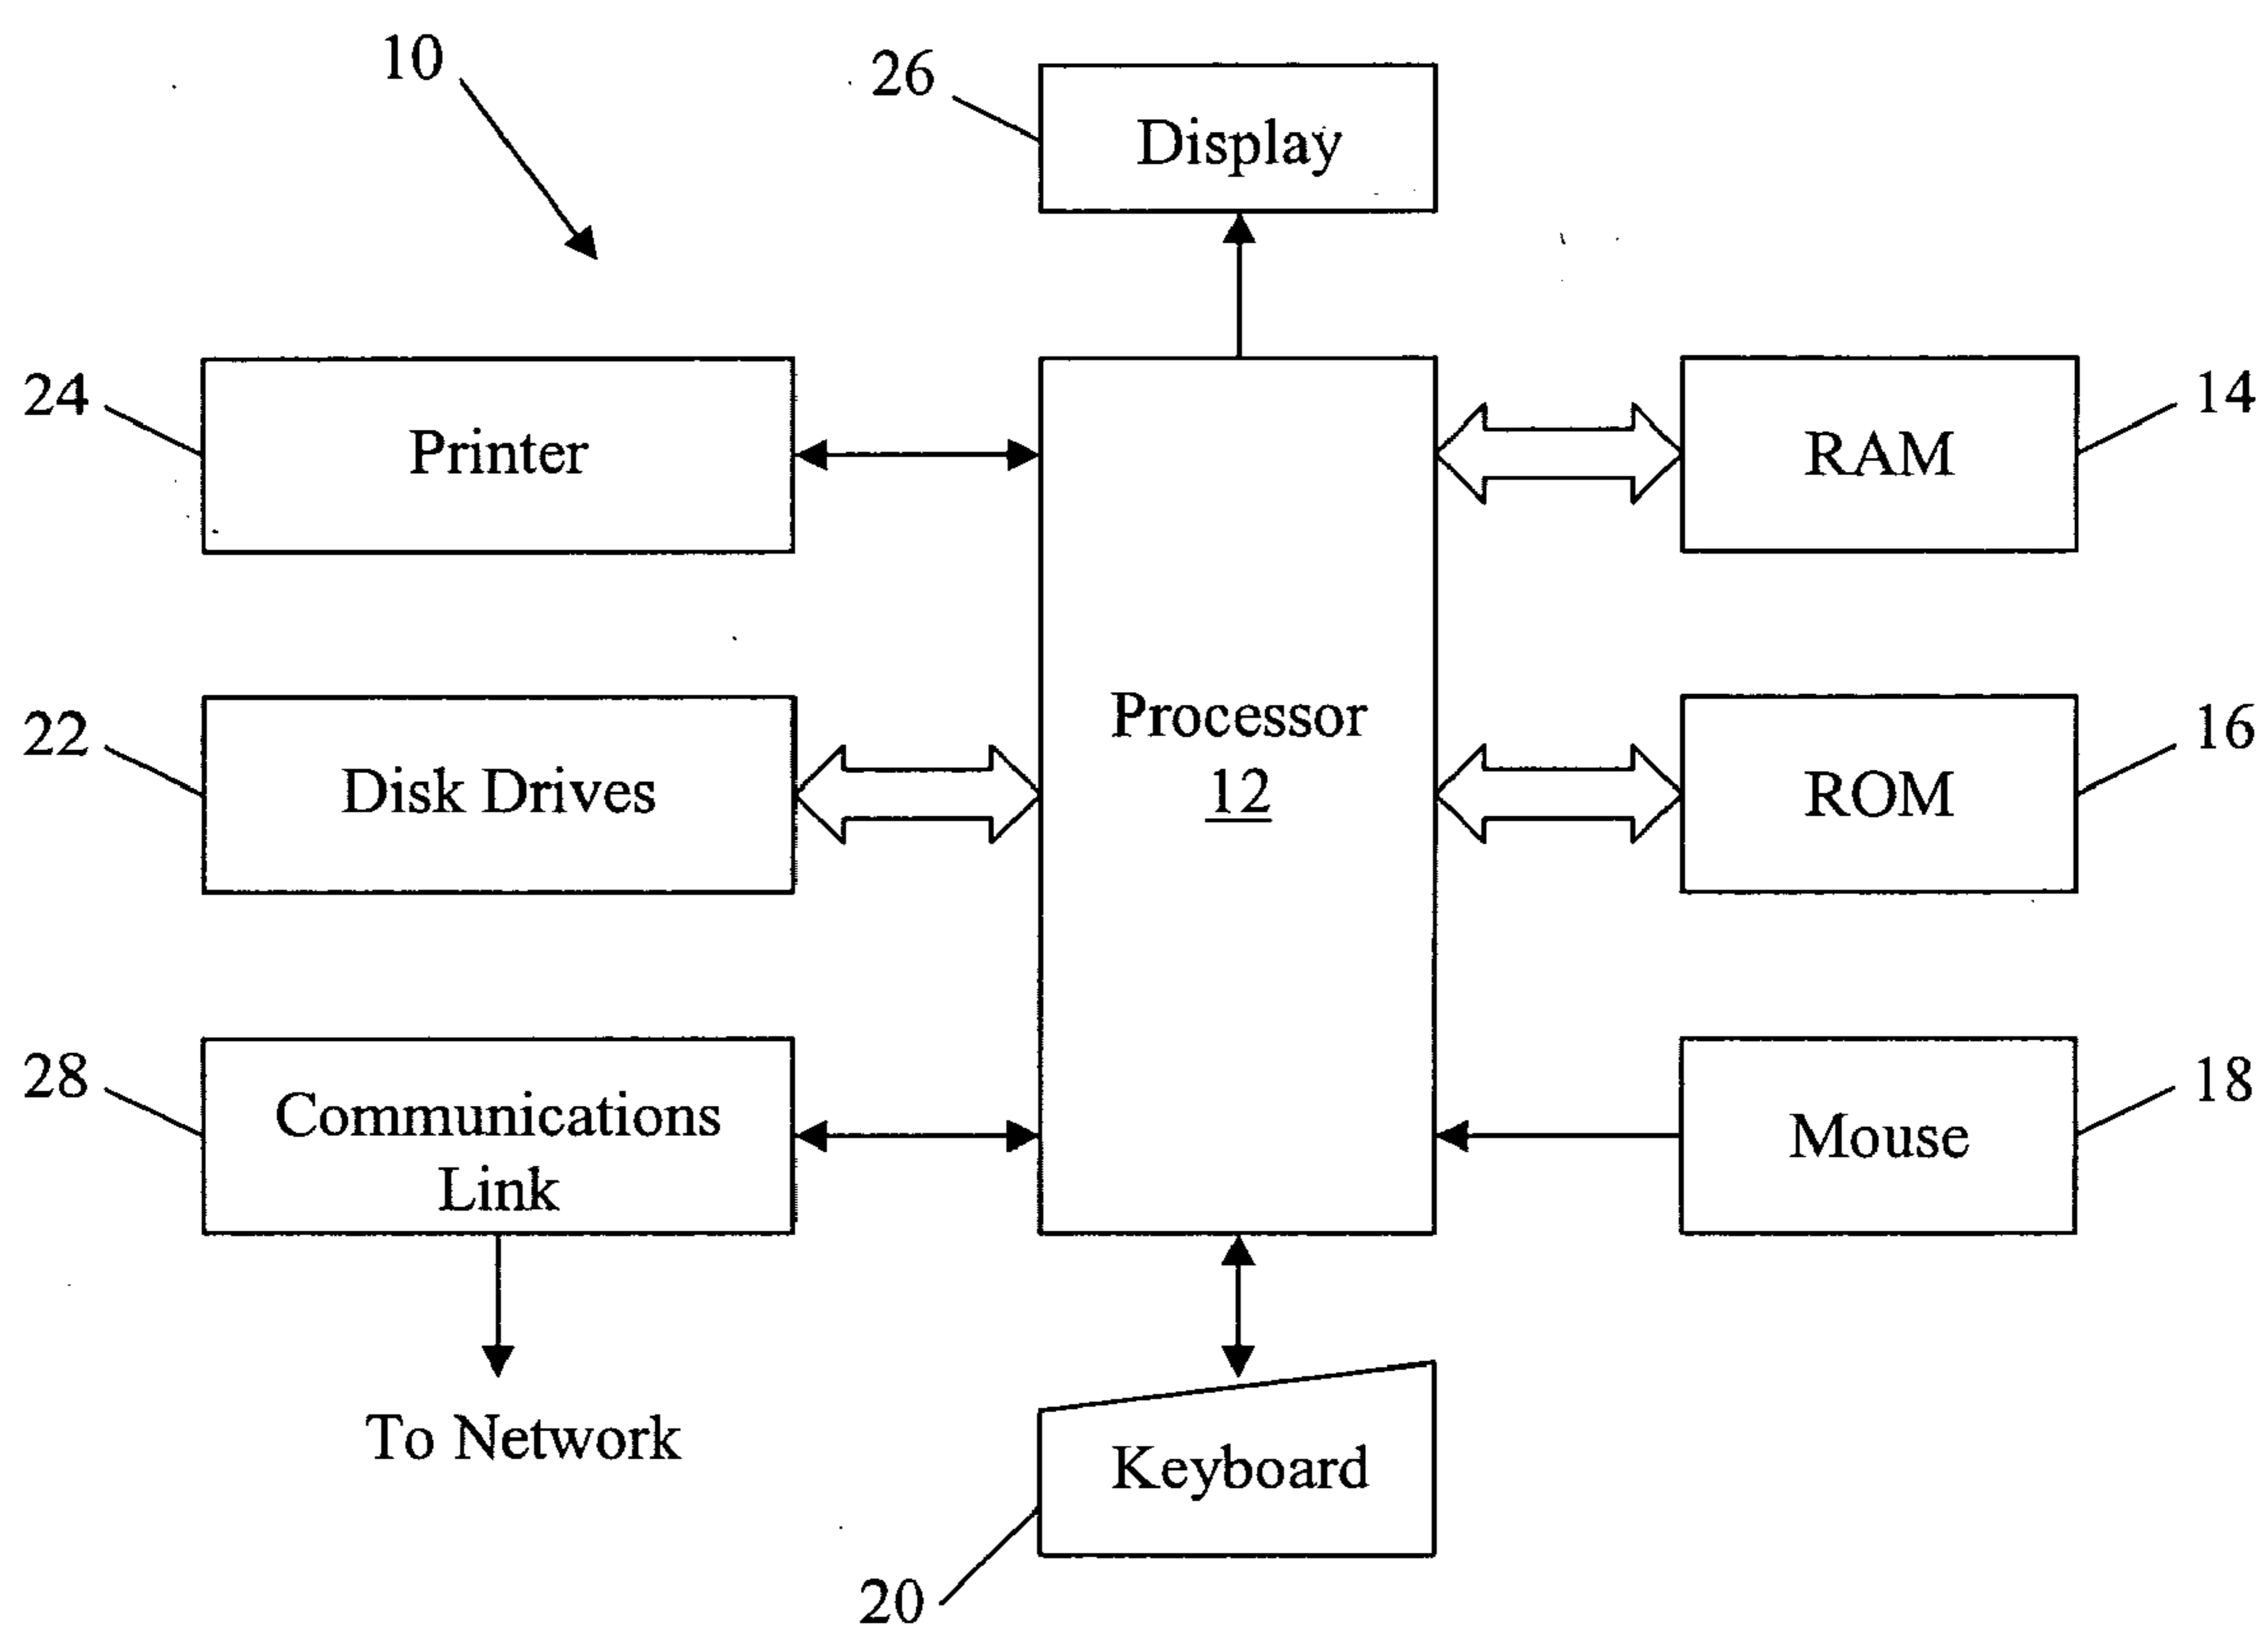 10
26
Display
24
Printer
RAM
14
22
Disk Drives
Processor
12
ROM
16
28
Communications
Link
Mouse
18
To Network
Keyboard
20